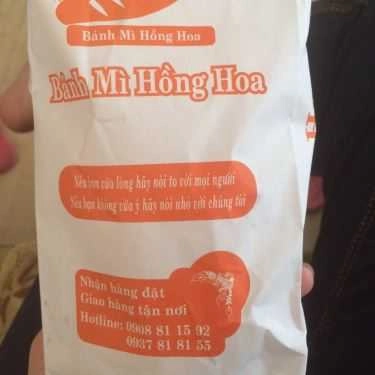 Bánh Mì Hồng Hoa
Bánh Mì Hồng Hoa
Nếu bạn vừa lòng hãy nói to với mọi người
Nếu bạn không vừa ý hãy nói nhỏ với chúng tôi
Nhận hàng đặt
Giao hàng tận nơi
Hotline: 0908 81 15 92
0937 81 81 55